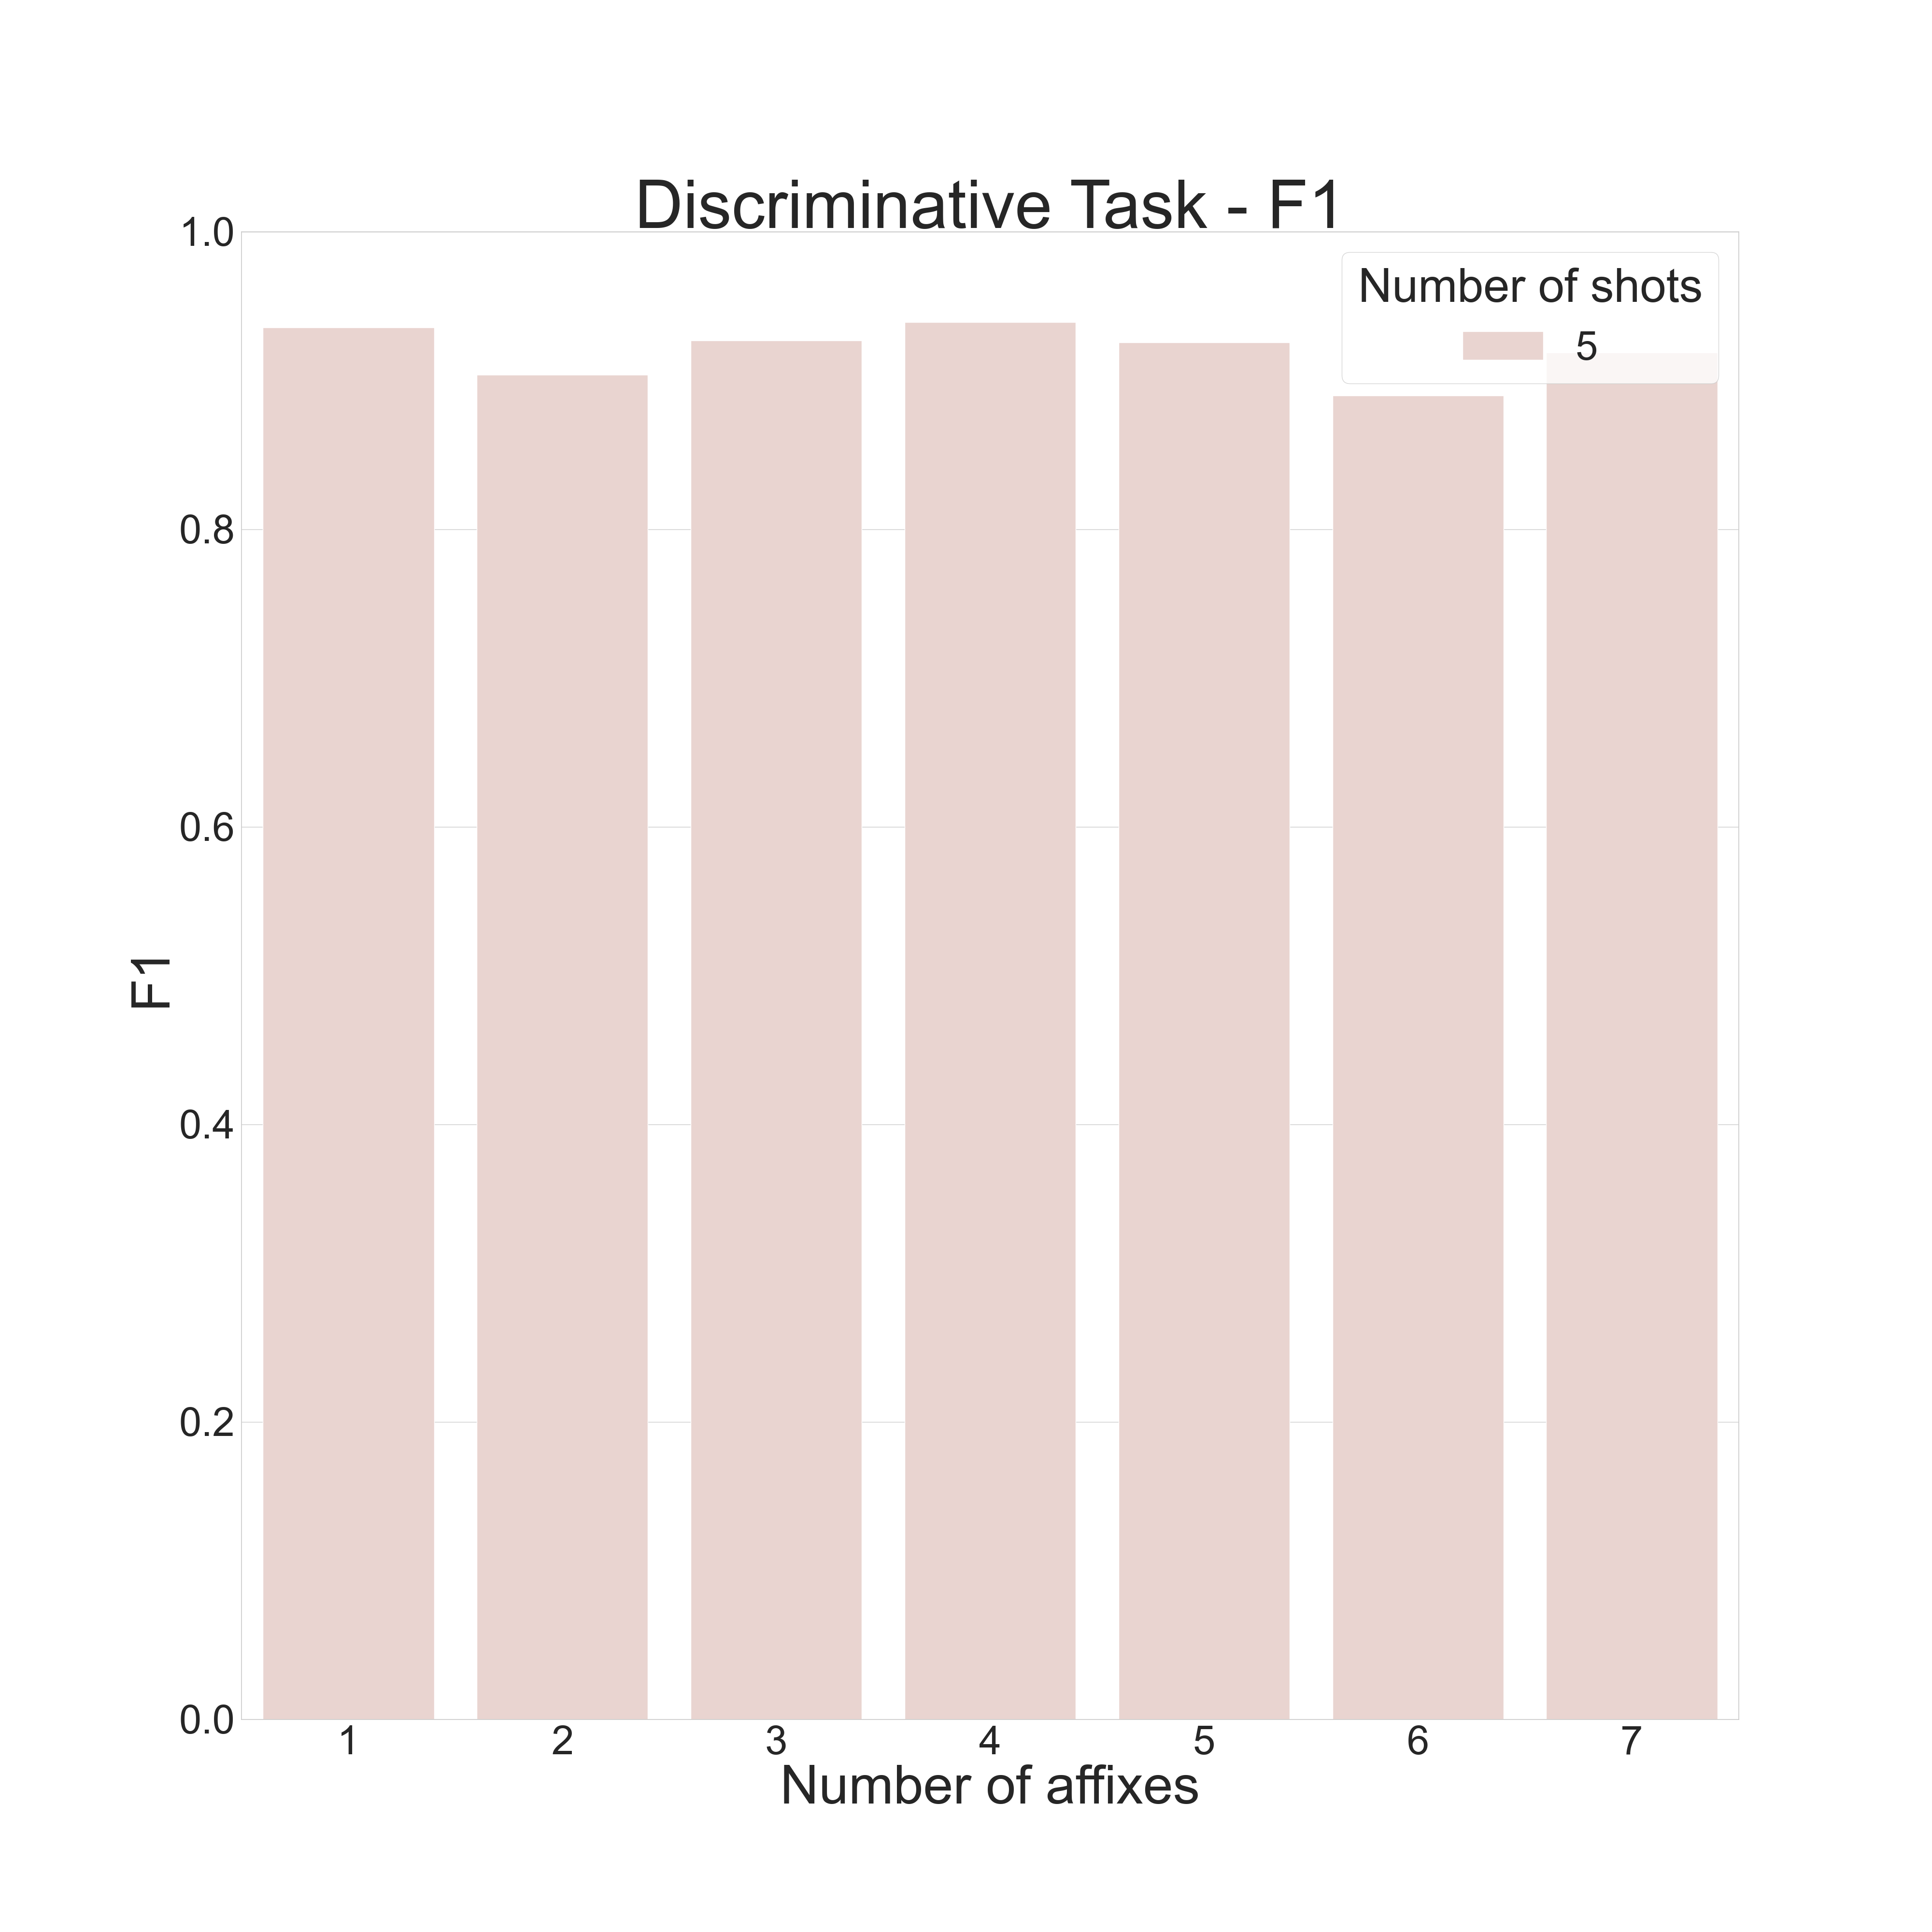 Discriminative Task - F1
Number of shots
5
1.0
0.8
0.6
0.4
0.2
0.0
F1
1 2 3 4 5 6 7
Number of affixes